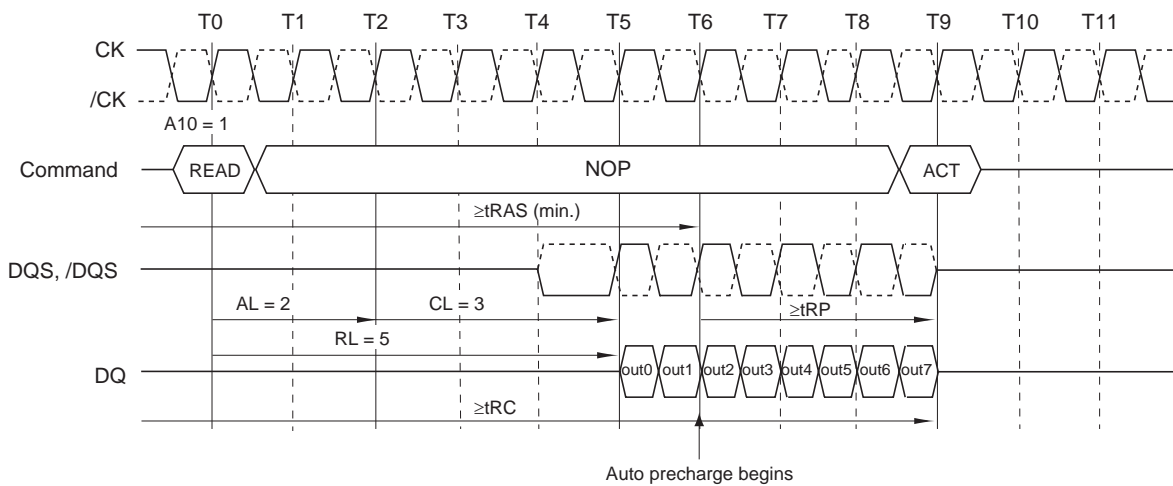 T0 T1 T2 T3 T4 T5 T6 T7 T8 T9 T10 T11
CK
/CK
A10 = 1
Command READ NOP ACT
≥tRAS (min.)
DQS, /DQS
AL = 2 CL = 3 ≥tRP
RL = 5
DQ out0 out1 out2 out3 out4 out5 out6 out7
≥tRC
Auto precharge begins